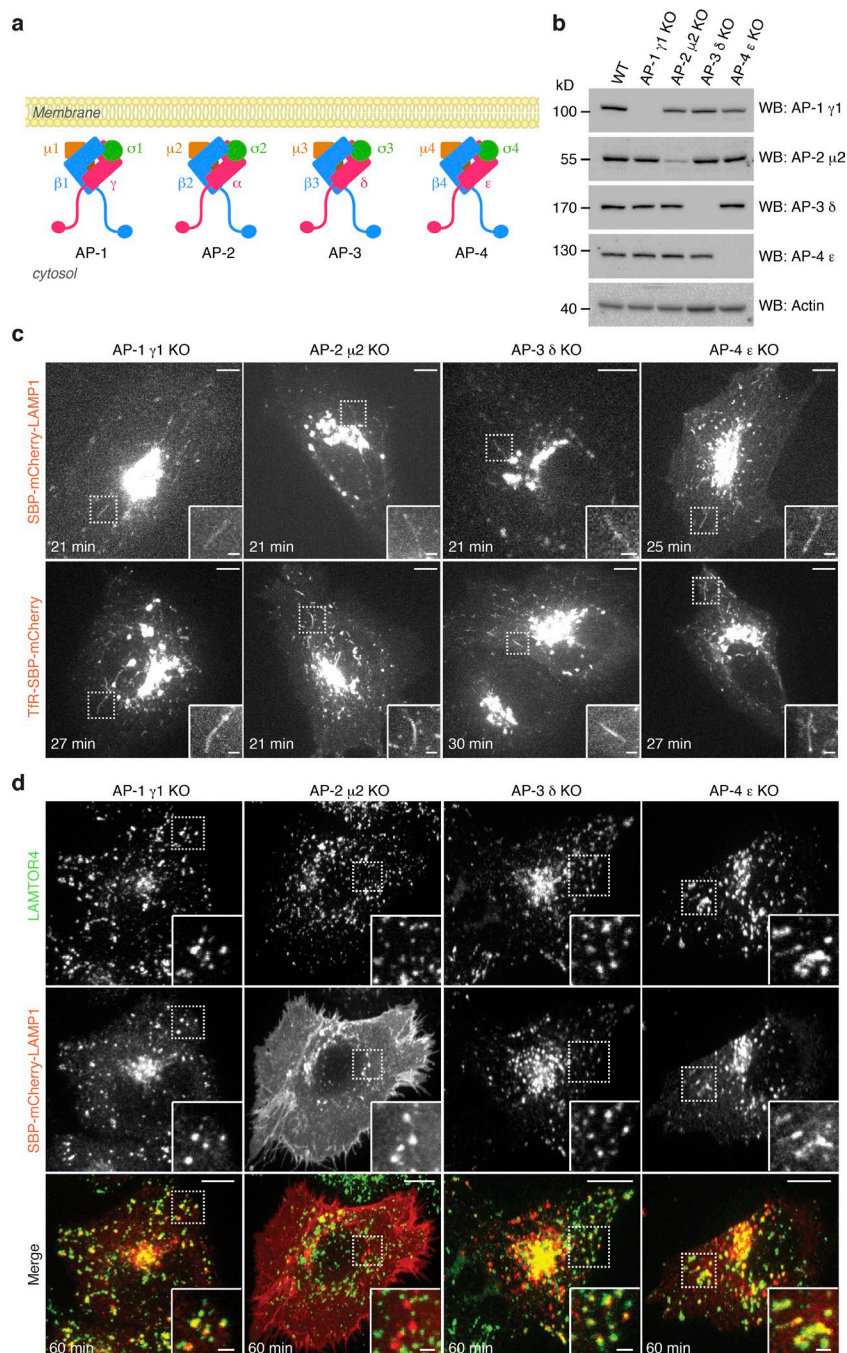 a
Membrane
μ1 σ1 μ2 σ2 μ3 σ3 μ4 σ4
β1 γ β2 α β3 δ β4 ε
AP-1 AP-2 AP-3 AP-4
cytosol
b
WT AP-1 γ1 KO AP-2 μ2 KO AP-3 δ KO AP-4 ε KO
kD
100 WB: AP-1 γ1
55 WB: AP-2 μ2
170 WB: AP-3 δ
130 WB: AP-4 ε
40 WB: Actin
c
AP-1 γ1 KO AP-2 μ2 KO AP-3 δ KO AP-4 ε KO
SBP-mCherry-LAMP1
21 min 21 min 21 min 25 min
TfR-SBP-mCherry
27 min 21 min 30 min 27 min
d
AP-1 γ1 KO AP-2 μ2 KO AP-3 δ KO AP-4 ε KO
LAMTOR4
SBP-mCherry-LAMP1
Merge
60 min 60 min 60 min 60 min